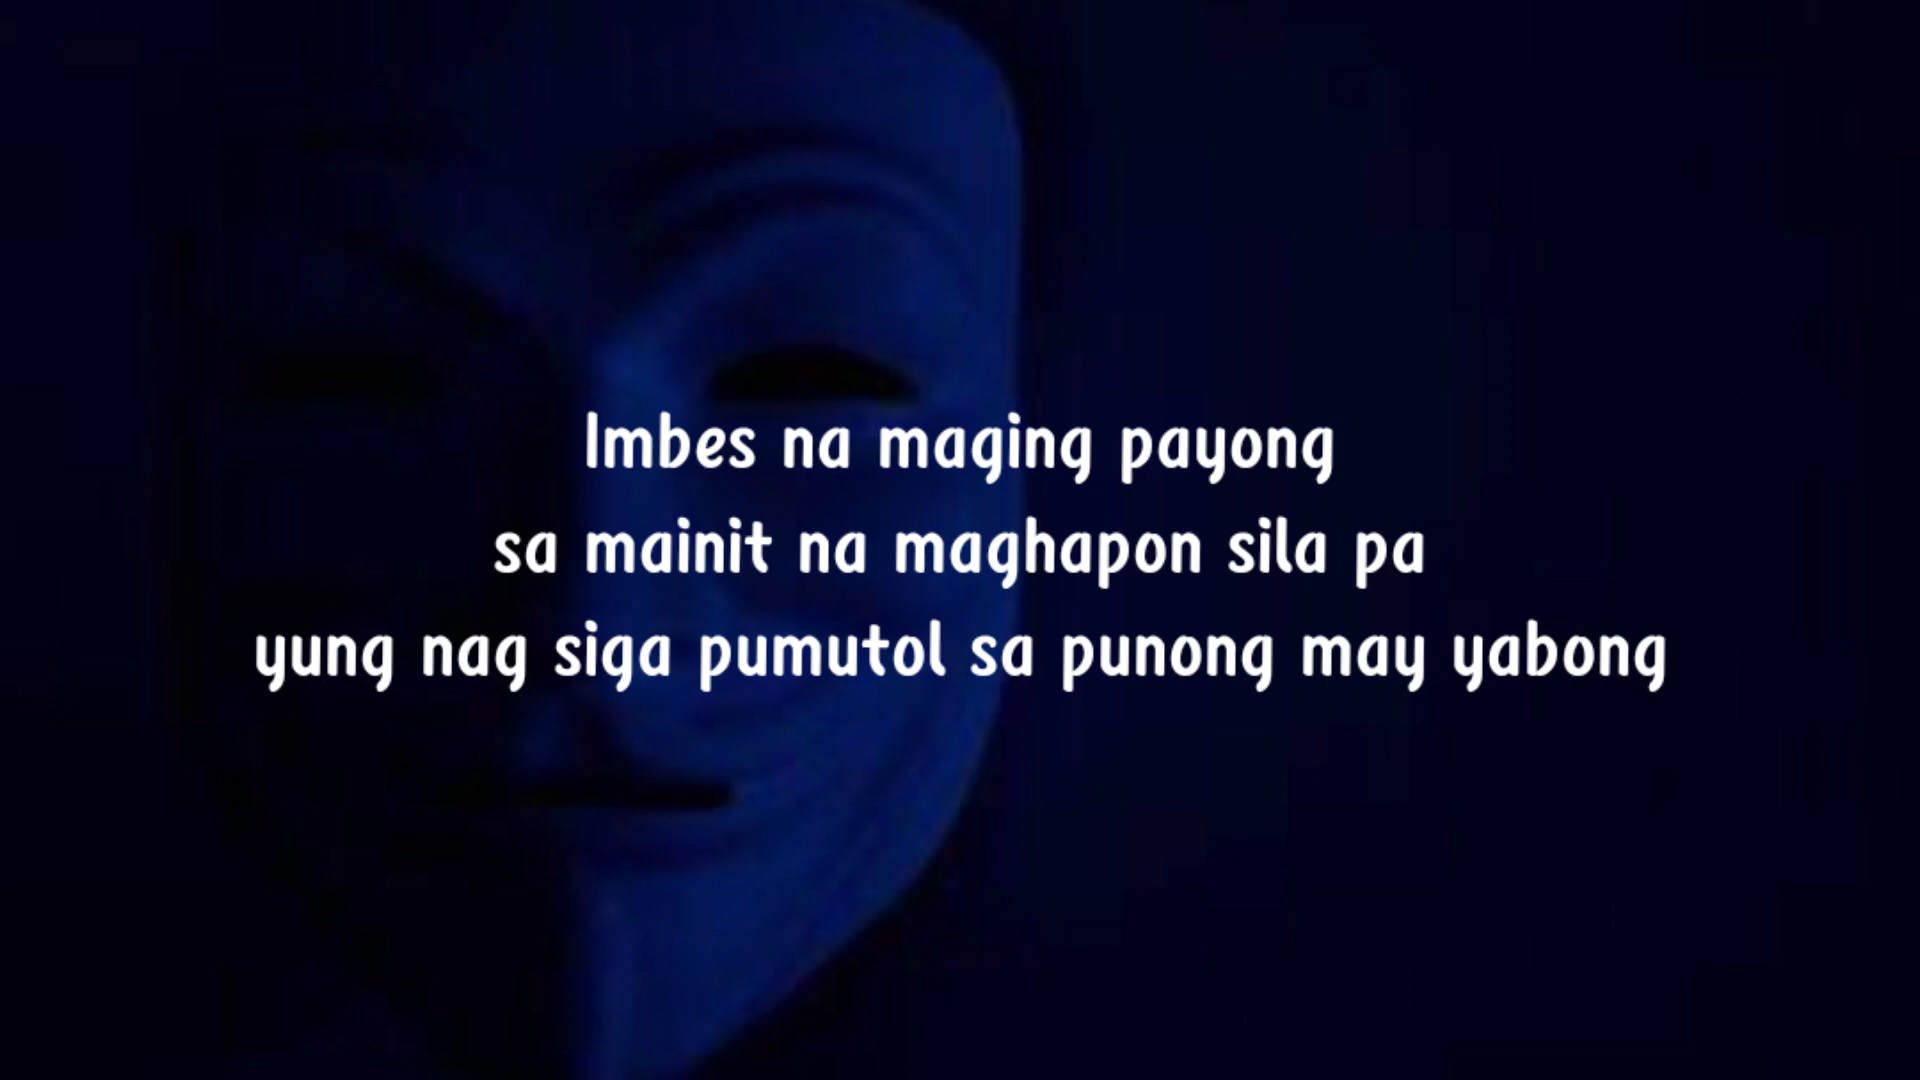 Imbes na maging payong
sa mainit na maghapon sila pa
yung nag siga pumutol sa punong may yabong